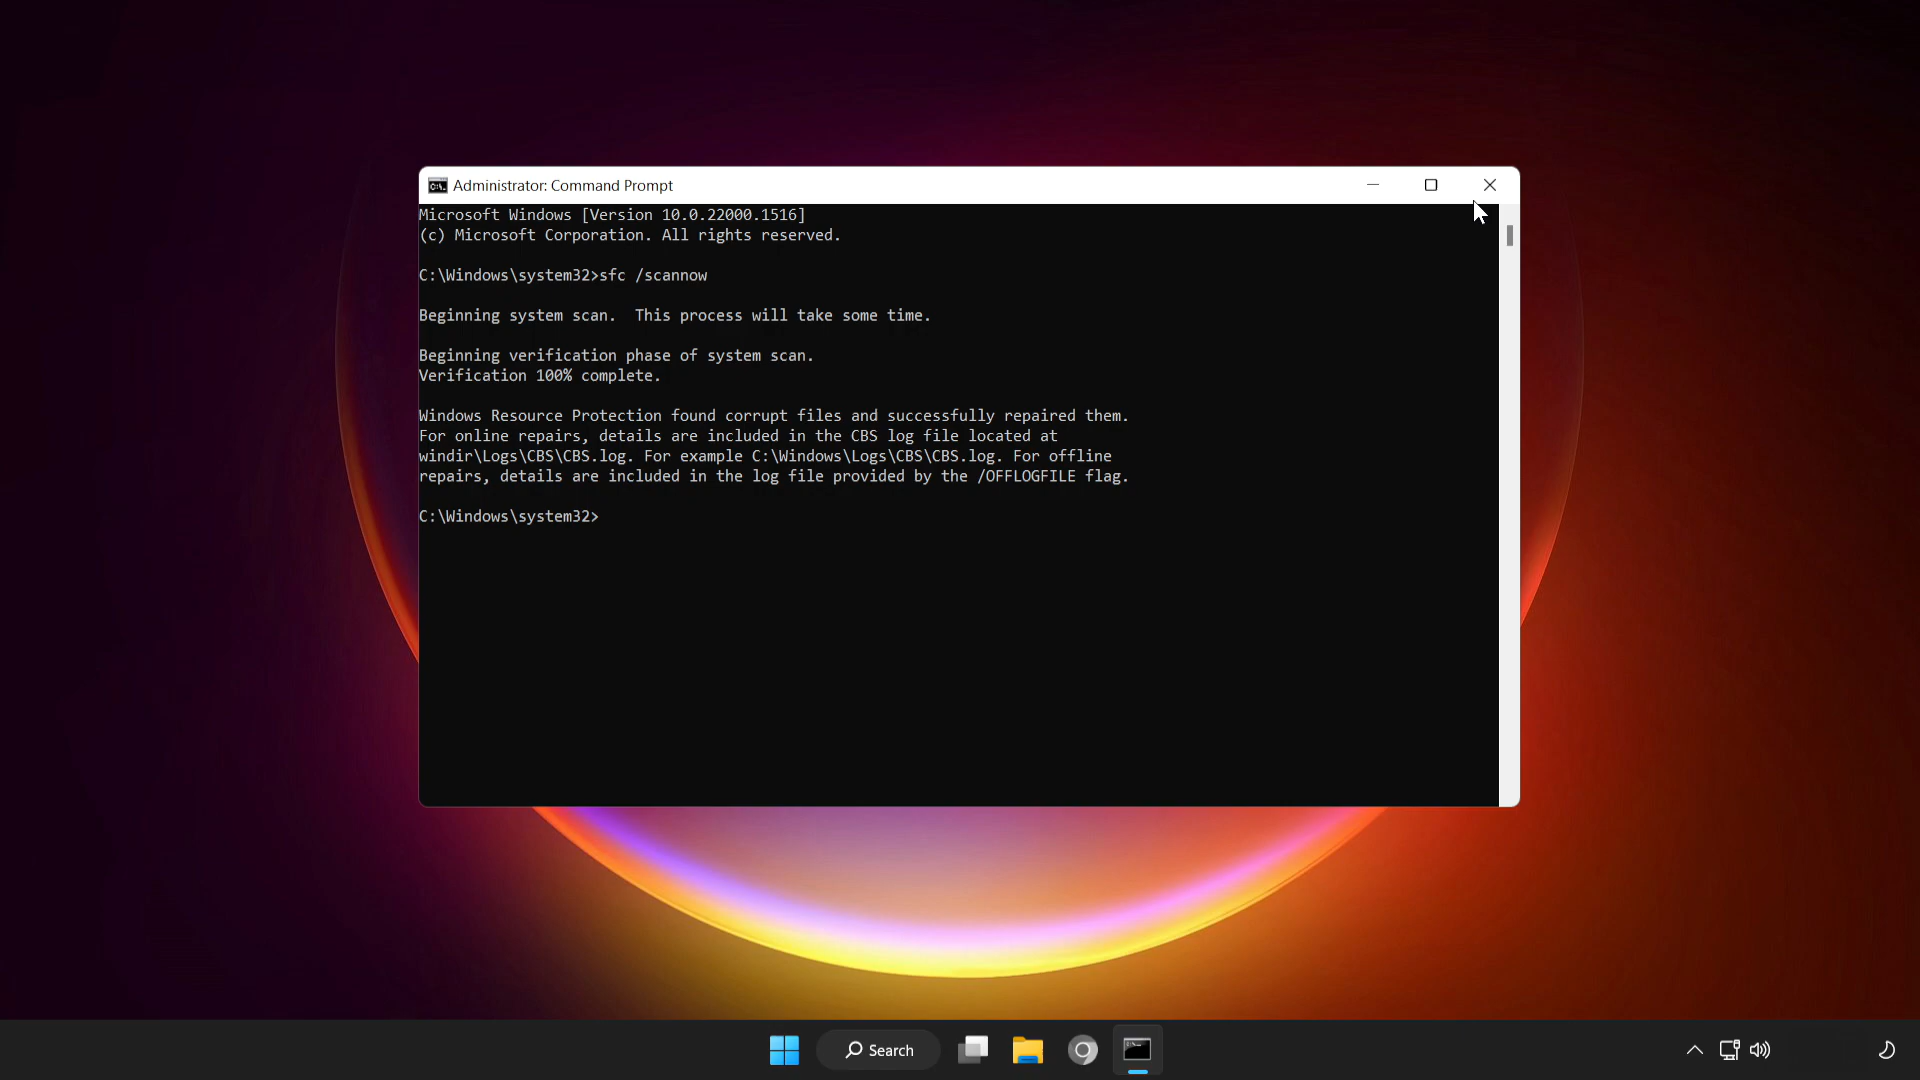 Administrator: Command Prompt
Microsoft Windows [Version 10.0.22000.1516]
(c) Microsoft Corporation. All rights reserved.
C:\Windows\system32>sfc /scannow
Beginning system scan.  This process will take some time.
Beginning verification phase of system scan.
Verification 100% complete.
Windows Resource Protection found corrupt files and successfully repaired them.
For online repairs, details are included in the CBS log file located at
windir\Logs\CBS\CBS.log. For example C:\Windows\Logs\CBS\CBS.log. For offline
repairs, details are included in the log file provided by the /OFFLOGFILE flag.
C:\Windows\system32>
Search